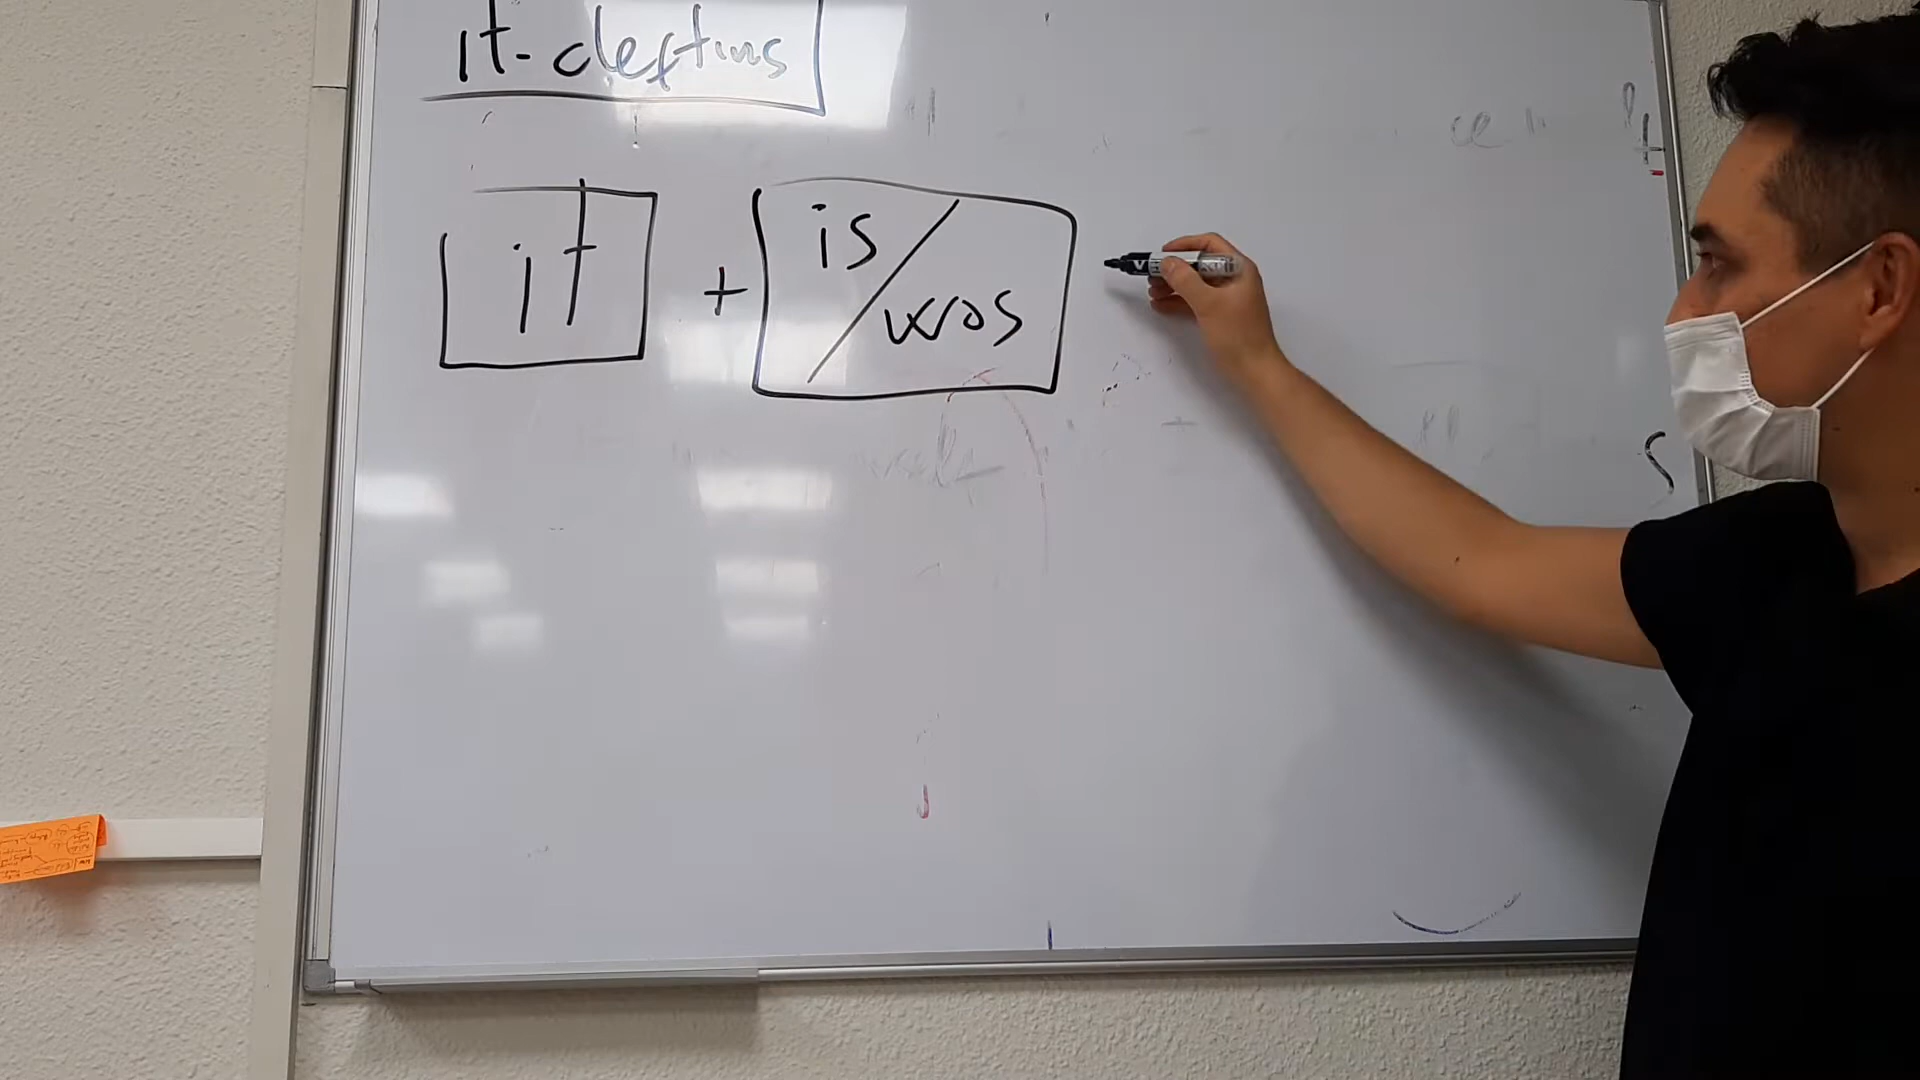 it-clefting
it + is/was